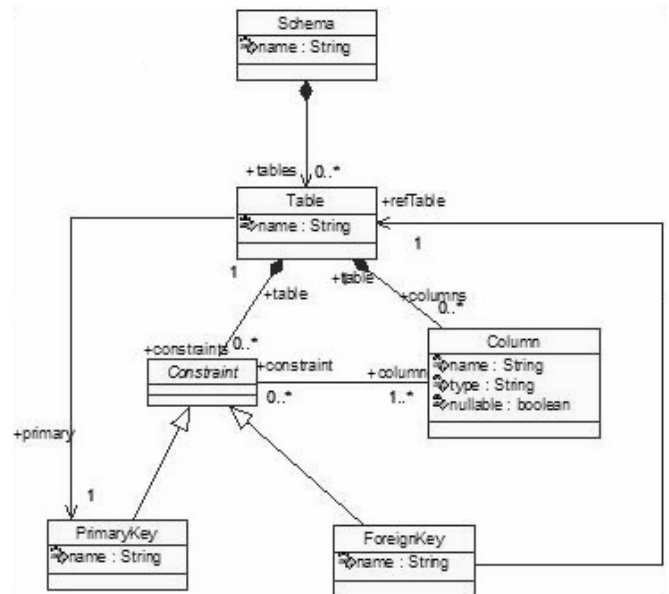 Schema
name : String
+tables
0..*
Table
+refTable
name : String
1
1
+table
+table
+columns
0..*
0..*
+constraints
Column
Constraint
+constraint
+column
name : String
0..*
1..*
type : String
nullable : boolean
+primary
1
PrimaryKey
ForeignKey
name : String
name : String